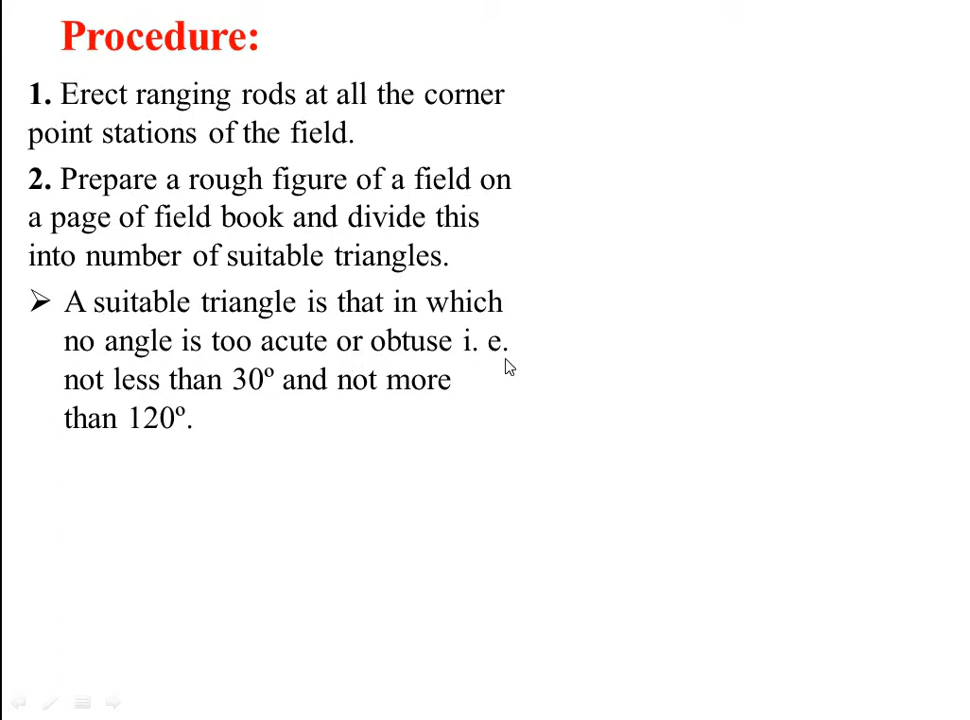 Procedure:
1. Erect ranging rods at all the corner
point stations of the field.
2. Prepare a rough figure of a field on
a page of field book and divide this
into number of suitable triangles.
➢ A suitable triangle is that in which
no angle is too acute or obtuse i. e.
not less than 30º and not more
than 120º.